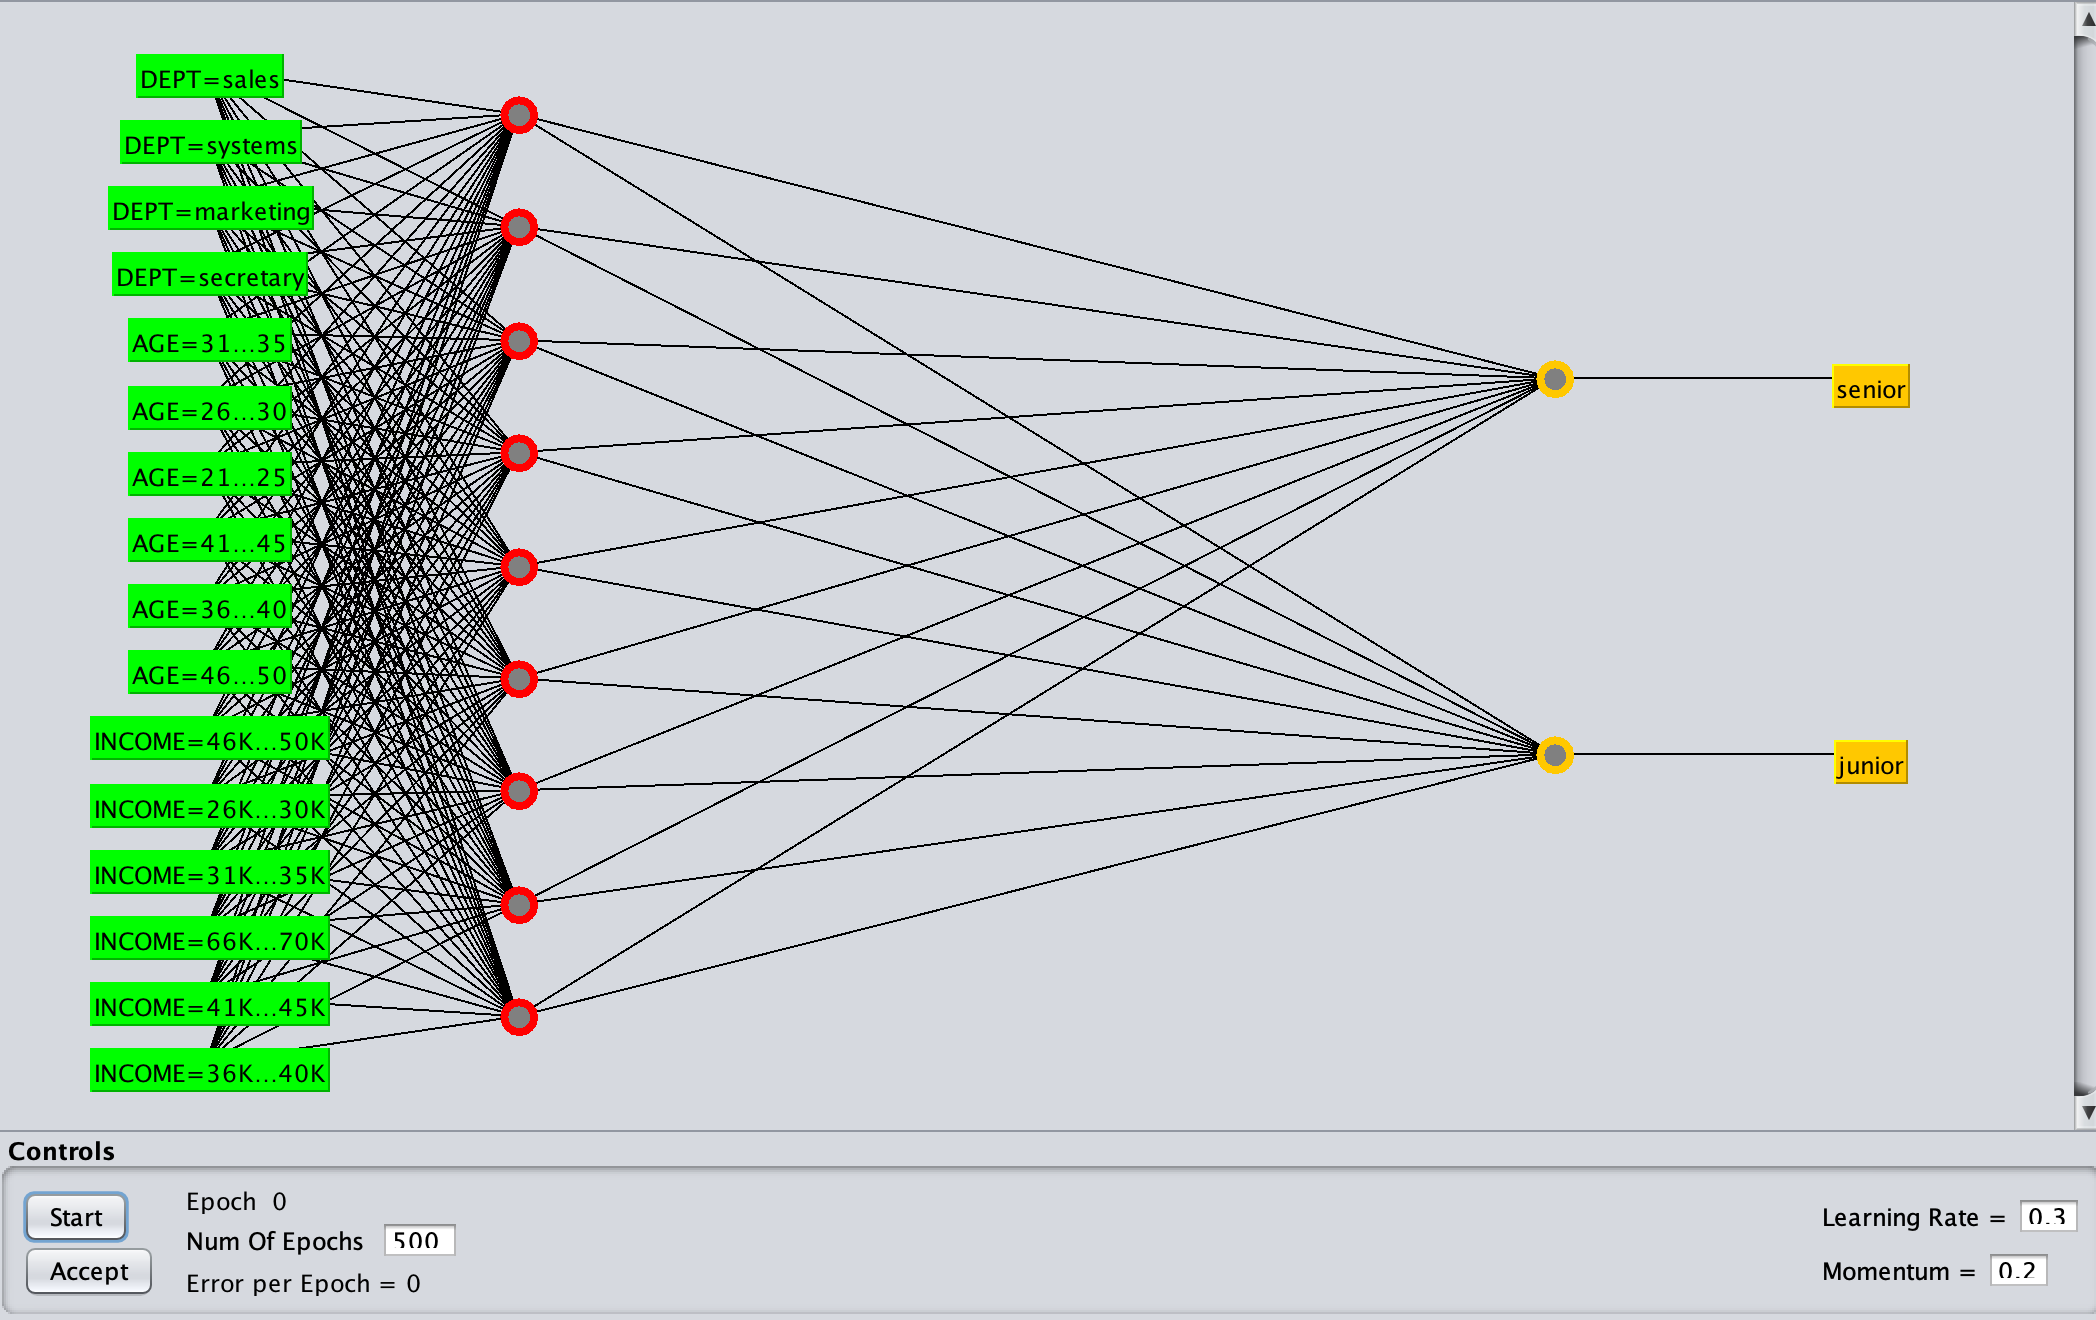 DEPT=sales
DEPT=systems
DEPT=marketing
DEPT=secretary
AGE=31...35
AGE=26...30
AGE=21...25
AGE=41...45
AGE=36...40
AGE=46...50
INCOME=46K...50K
INCOME=26K...30K
INCOME=31K...35K
INCOME=66K...70K
INCOME=41K...45K
INCOME=36K...40K
senior
junior
Controls
Start
Accept
Epoch 0
Num Of Epochs 500
Error per Epoch = 0
Learning Rate = 0.3
Momentum = 0.2